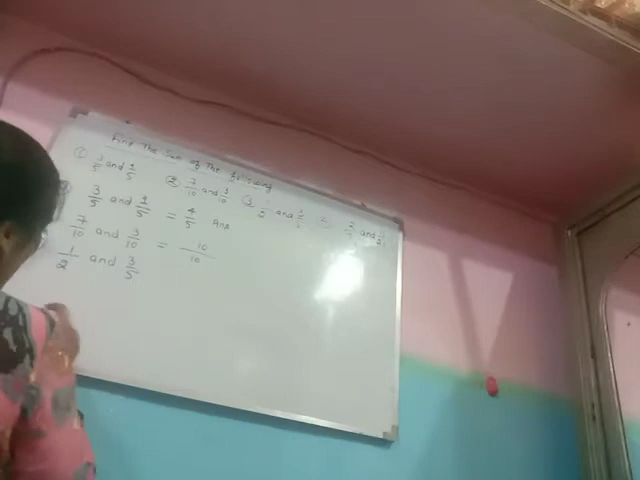 Find The Sum of The following
① 3/5 and 1/5 ② 7/10 and 3/10 ③ and
3/5 and 1/5 = 4/5 Ans
7/10 and 3/10 = 10/10
1/2 and 3/5